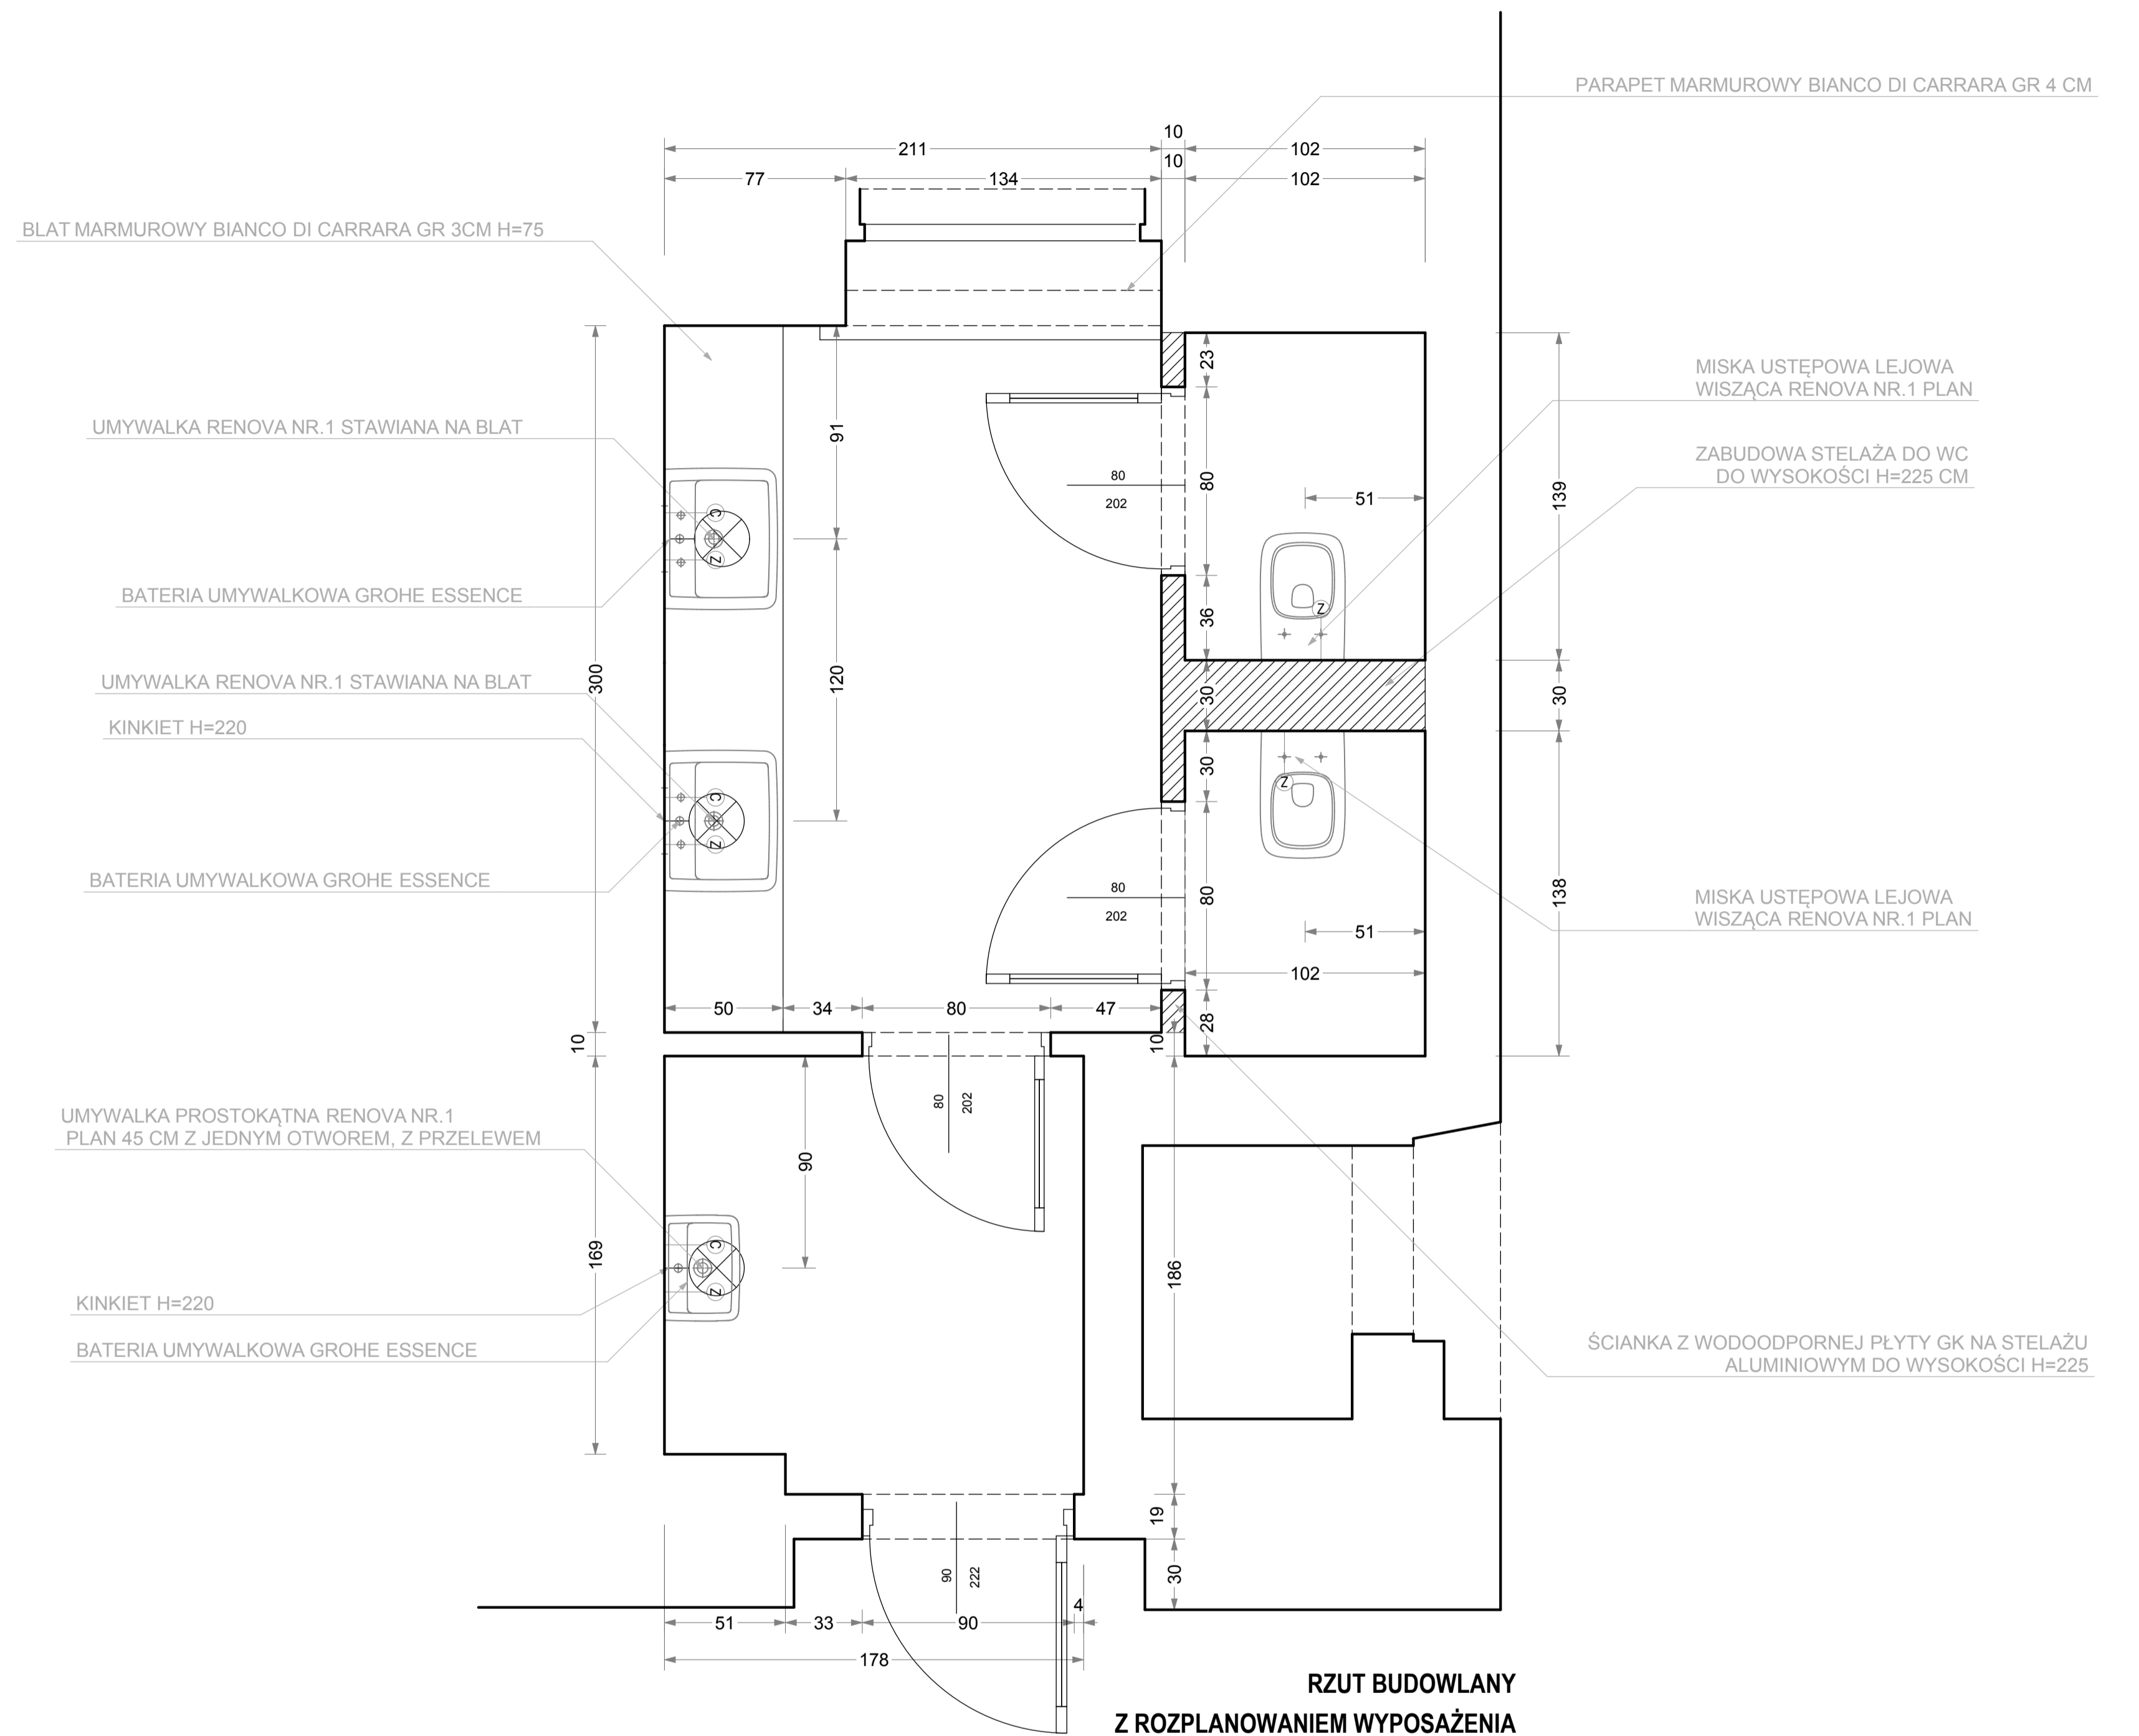 PARAPET MARMUROWY BIANCO DI CARRARA GR 4 CM
10
211
102
10
77
134
102
BLAT MARMUROWY BIANCO DI CARRARA GR 3CM H=75
23
MISKA USTĘPOWA LEJOWA
WISZĄCA RENOVA NR.1 PLAN
UMYWALKA RENOVA NR.1 STAWIANA NA BLAT
91
ZABUDOWA STELAŻA DO WC
DO WYSOKOŚCI H=225 CM
80
202
80
51
139
C
Z
BATERIA UMYWALKOWA GROHE ESSENCE
36
Z
300
120
UMYWALKA RENOVA NR.1 STAWIANA NA BLAT
30
30
KINKIET H=220
30
Z
C
Z
BATERIA UMYWALKOWA GROHE ESSENCE
80
202
80
138
MISKA USTĘPOWA LEJOWA
WISZĄCA RENOVA NR.1 PLAN
51
102
50
34
80
47
28
10
10
UMYWALKA PROSTOKĄTNA RENOVA NR.1
PLAN 45 CM Z JEDNYM OTWOREM, Z PRZELEWEM
80
202
90
169
C
Z
186
KINKIET H=220
BATERIA UMYWALKOWA GROHE ESSENCE
ŚCIANKA Z WODOODPORNEJ PŁYTY GK NA STELAŻU
ALUMINIOWYM DO WYSOKOŚCI H=225
19
90
222
30
4
51
33
90
178
RZUT BUDOWLANY
Z ROZPLANOWANIEM WYPOSAŻENIA